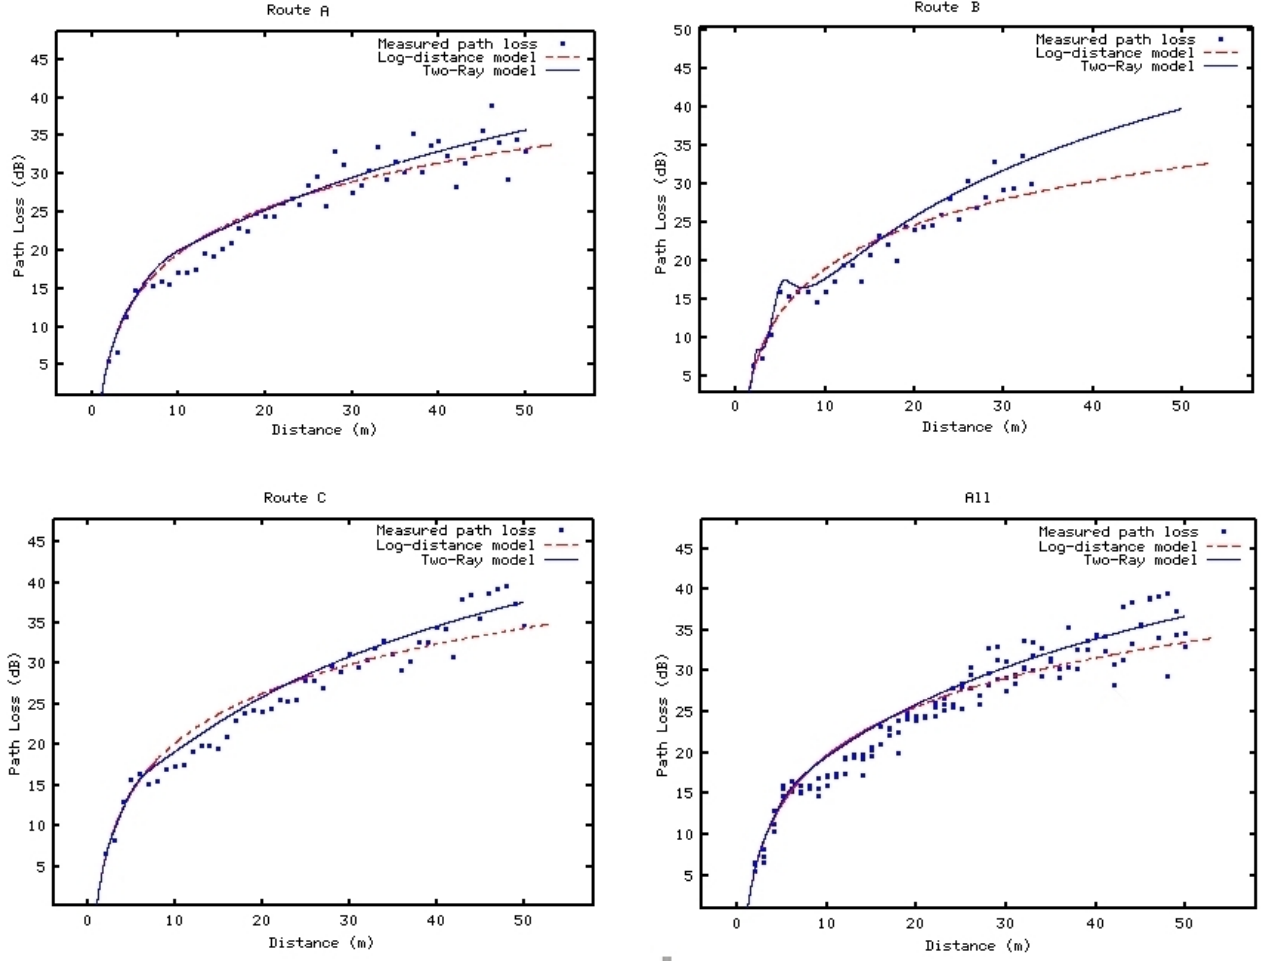 Route A
Measured path loss
Log-distance model
Two-Ray model
Path Loss (dB)
45
40
35
30
25
20
15
10
5
0 10 20 30 40 50
Distance (m)
Route B
Measured path loss
Log-distance model
Two-Ray model
Path Loss (dB)
50
45
40
35
30
25
20
15
10
5
0 10 20 30 40 50
Distance (m)
Route C
Measured path loss
Log-distance model
Two-Ray model
Path Loss (dB)
45
40
35
30
25
20
15
10
5
0 10 20 30 40 50
Distance (m)
All
Measured path loss
Log-distance model
Two-Ray model
Path Loss (dB)
45
40
35
30
25
20
15
10
5
0 10 20 30 40 50
Distance (m)